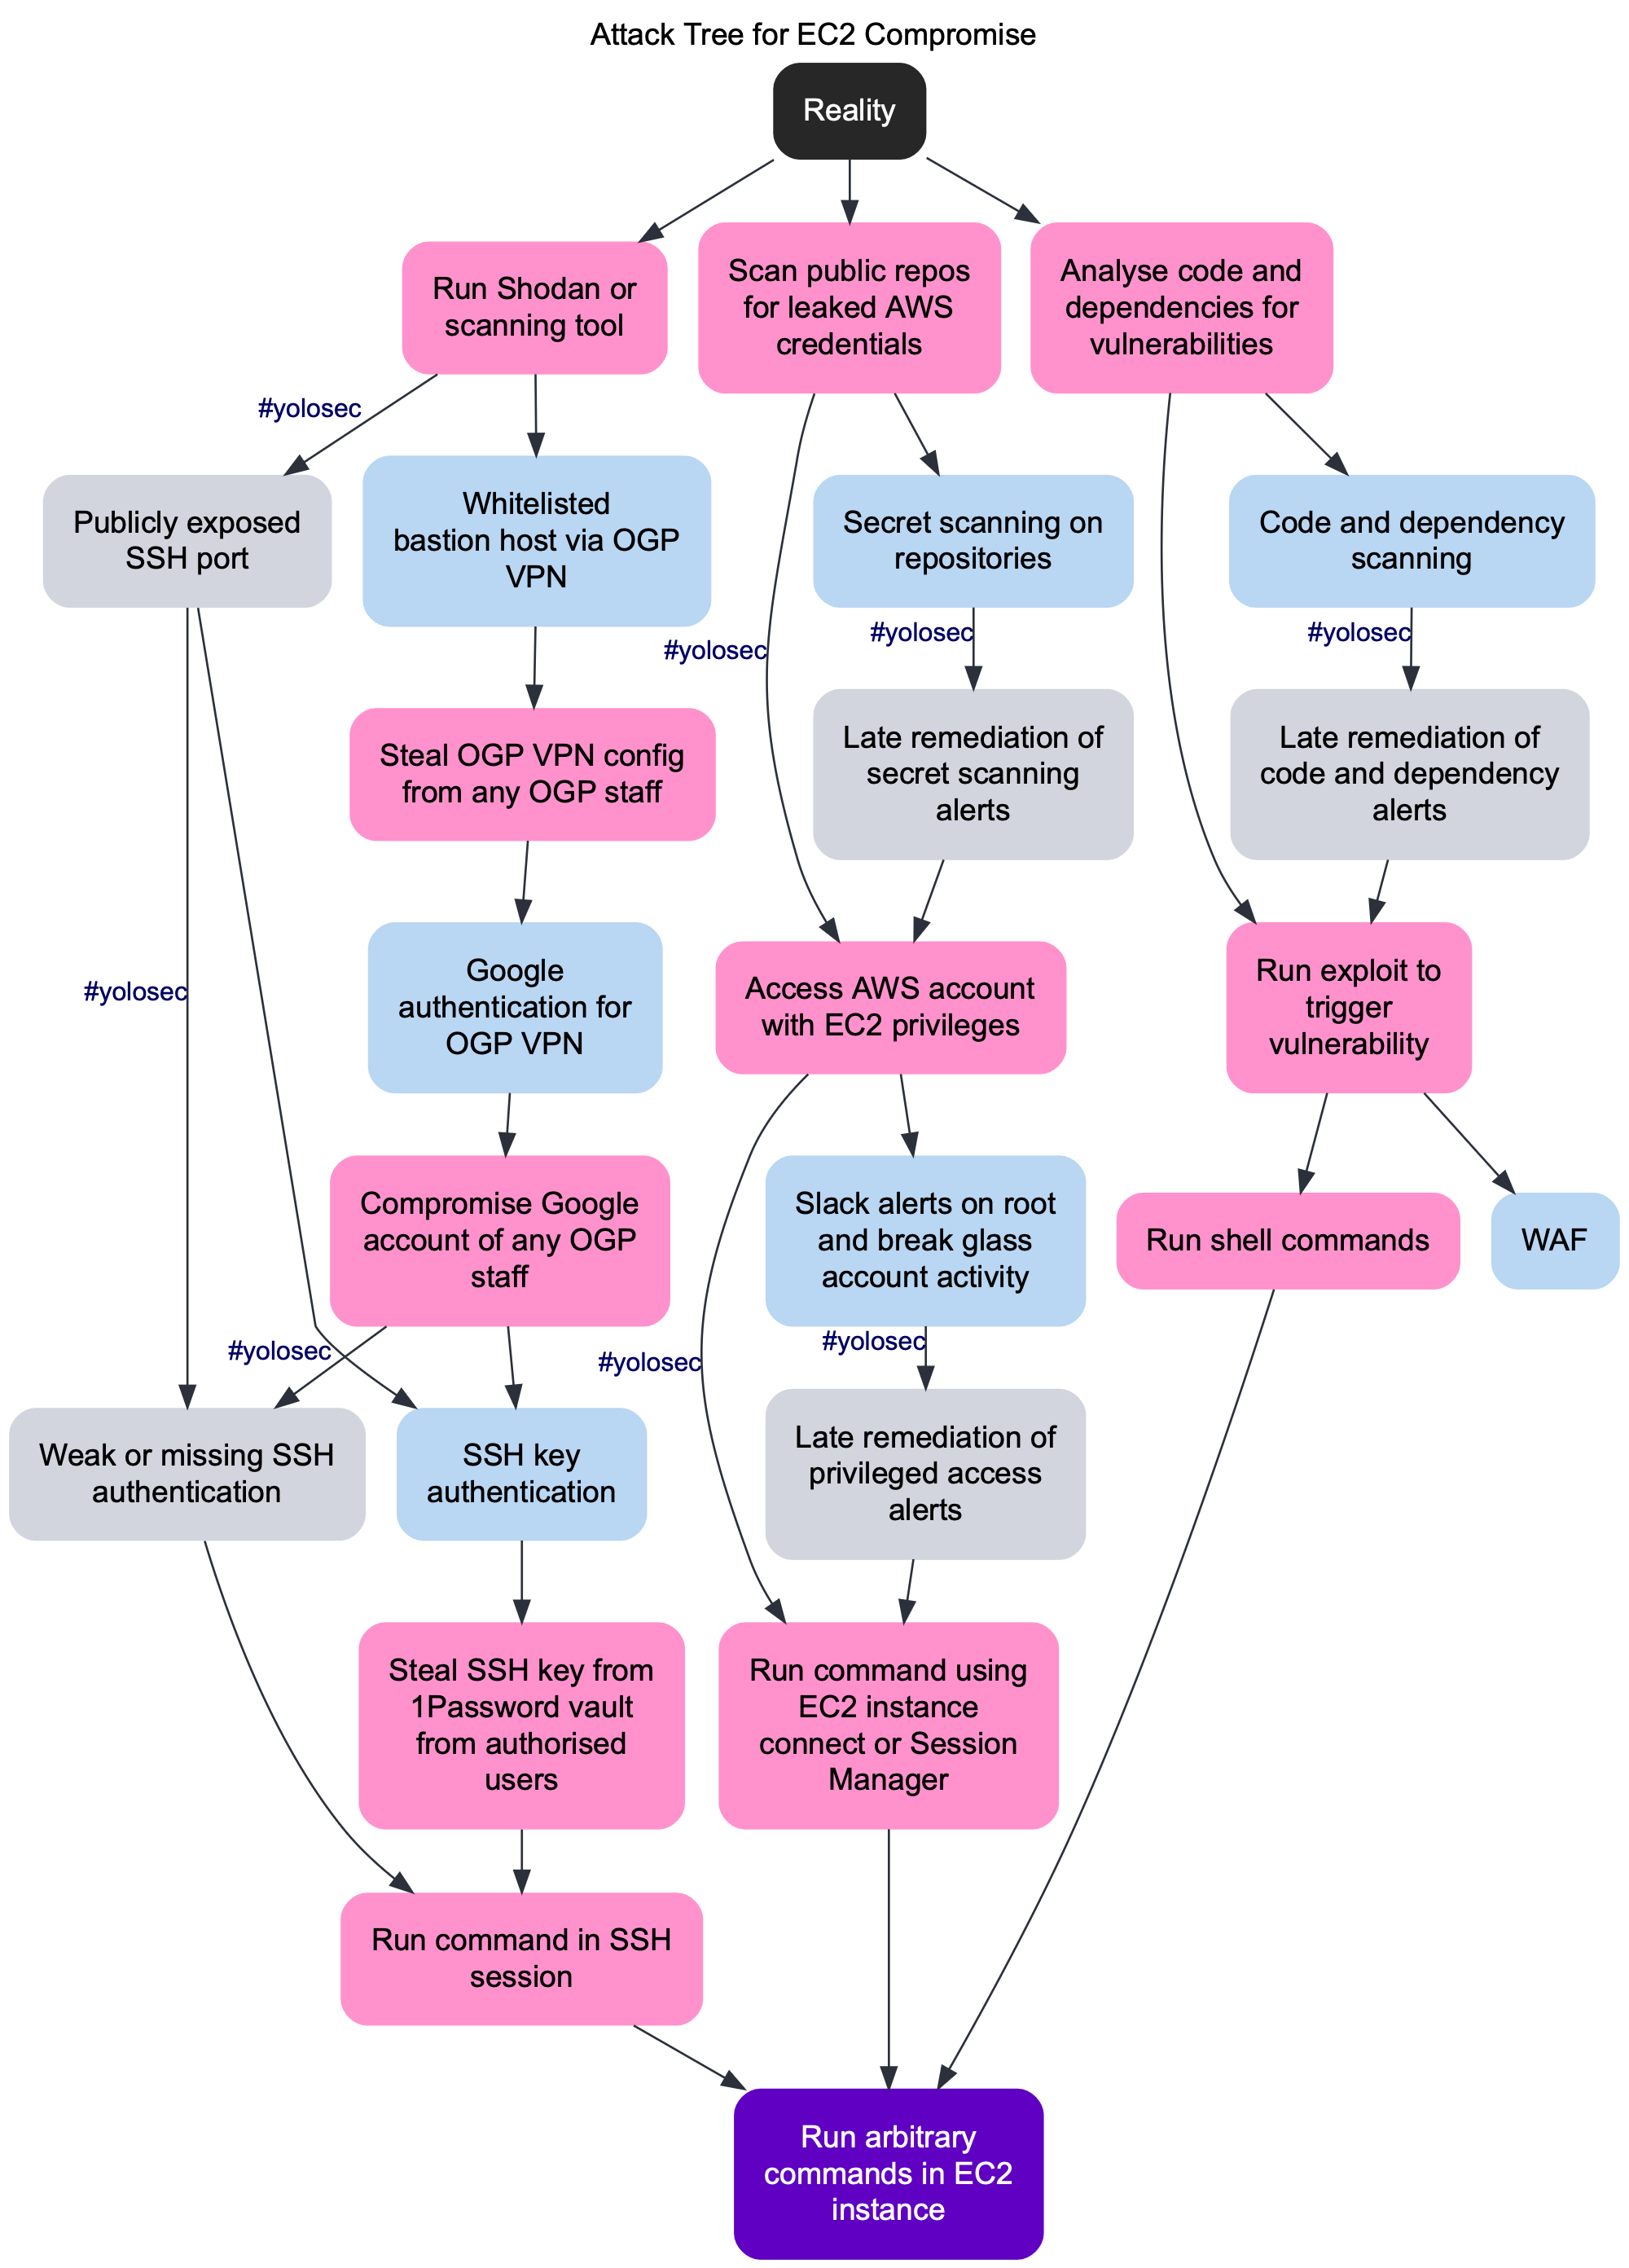 Attack Tree for EC2 Compromise
Reality
Run Shodan or
scanning tool
Scan public repos
for leaked AWS
credentials
Analyse code and
dependencies for
vulnerabilities
#yolosec
Publicly exposed
SSH port
Whitelisted
bastion host via OGP
VPN
Secret scanning on
repositories
Code and dependency
scanning
#yolosec
#yolosec
#yolosec
Steal OGP VPN config
from any OGP staff
Late remediation of
secret scanning
alerts
Late remediation of
code and dependency
alerts
#yolosec
Google
authentication for
OGP VPN
Access AWS account
with EC2 privileges
Run exploit to
trigger
vulnerability
Compromise Google
account of any OGP
staff
Slack alerts on root
and break glass
account activity
Run shell commands
WAF
#yolosec
#yolosec
#yolosec
Weak or missing SSH
authentication
SSH key
authentication
Late remediation of
privileged access
alerts
Steal SSH key from
1Password vault
from authorised
users
Run command using
EC2 instance
connect or Session
Manager
Run command in SSH
session
Run arbitrary
commands in EC2
instance